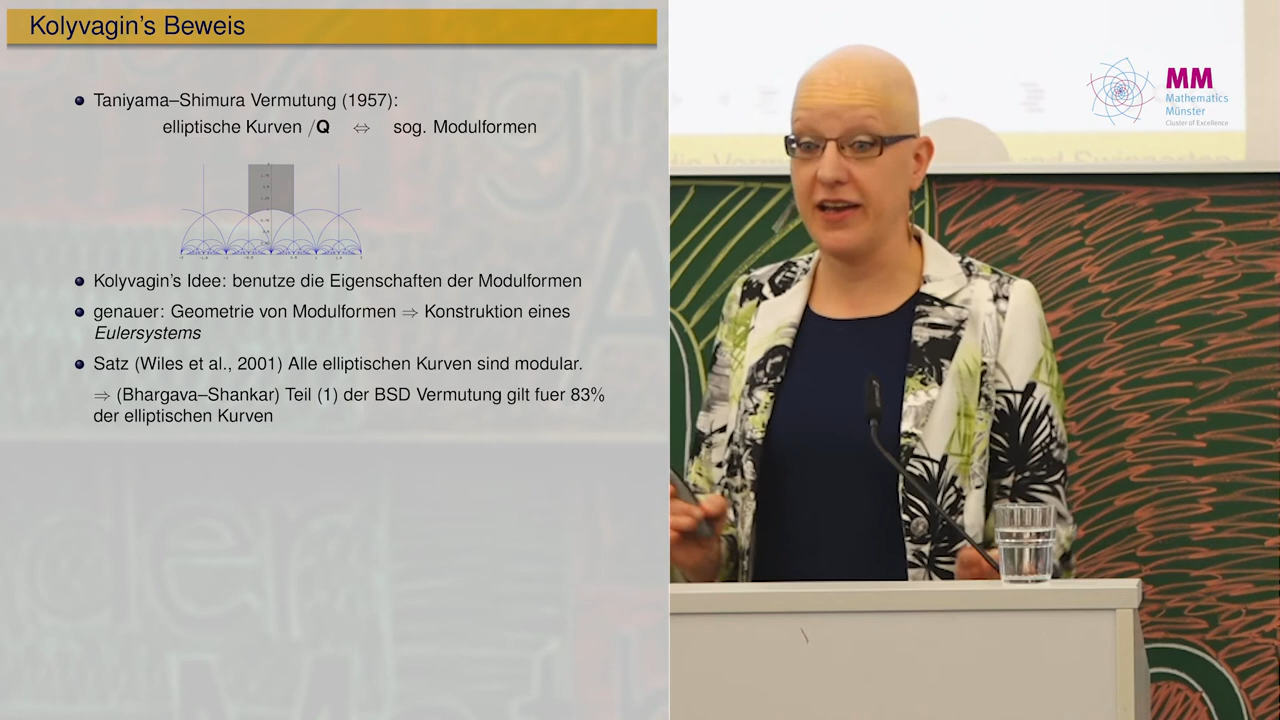 Kolyvagin's Beweis
Taniyama–Shimura Vermutung (1957):
elliptische Kurven /Q ⇔ sog. Modulformen
Kolyvagin's Idee: benutze die Eigenschaften der Modulformen
genauer: Geometrie von Modulformen ⇒ Konstruktion eines
Eulersystems
Satz (Wiles et al., 2001) Alle elliptischen Kurven sind modular.
⇒ (Bhargava–Shankar) Teil (1) der BSD Vermutung gilt fuer 83%
der elliptischen Kurven
MM
Mathematics
Münster
Cluster of Excellence